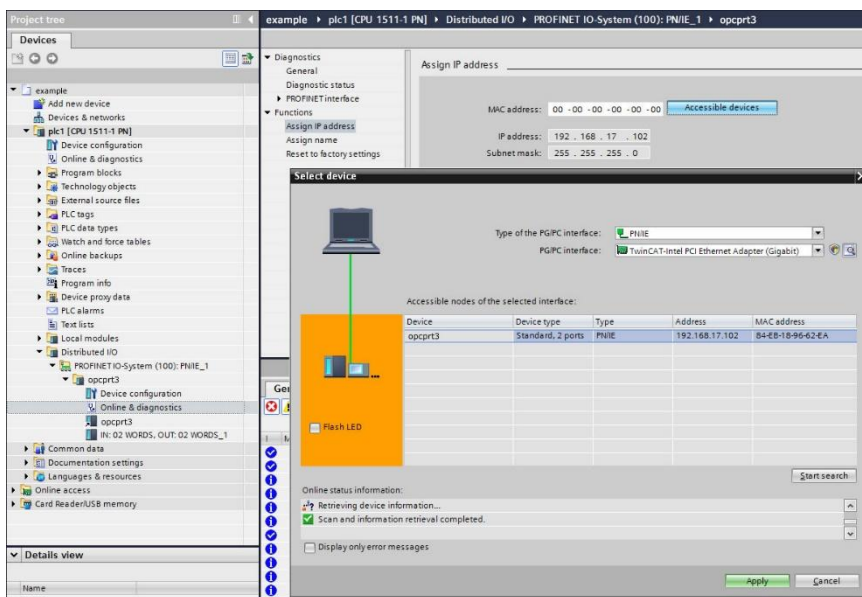 Project tree
example ▸ plc1 [CPU 1511-1 PN] ▸ Distributed I/O ▸ PROFINET IO-System (100): PN/IE_1 ▸ opcprt3
Devices
example
Add new device
Devices & networks
plc1 [CPU 1511-1 PN]
Device configuration
Online & diagnostics
Program blocks
Technology objects
External source files
PLC tags
PLC data types
Watch and force tables
Online backups
Traces
Program info
Device proxy data
PLC alarms
Text lists
Local modules
Distributed I/O
PROFINET IO-System (100): PN/IE_1
opcprt3
Device configuration
Online & diagnostics
opcprt3
IN: 02 WORDS, OUT: 02 WORDS_1
Common data
Documentation settings
Languages & resources
Online access
Card Reader/USB memory
Details view
Name
Diagnostics
General
Diagnostic status
PROFINET interface
Functions
Assign IP address
Assign name
Reset to factory settings
Assign IP address
MAC address: 00 -00 -00 -00 -00 -00 Accessible devices
IP address: 192 . 168 . 17 . 102
Subnet mask: 255 . 255 . 255 . 0
Select device
Type of the PG/PC interface: PN/IE
PG/PC interface: TwinCAT-Intel PCI Ethernet Adapter (Gigabit)
Accessible nodes of the selected interface:
Device Device type Type Address MAC address
opcprt3 Standard, 2 ports PN/IE 192.168.17.102 84-EB-18-96-62-EA
Flash LED
Start search
Online status information:
Retrieving device information...
Scan and information retrieval completed.
Display only error messages
Apply Cancel